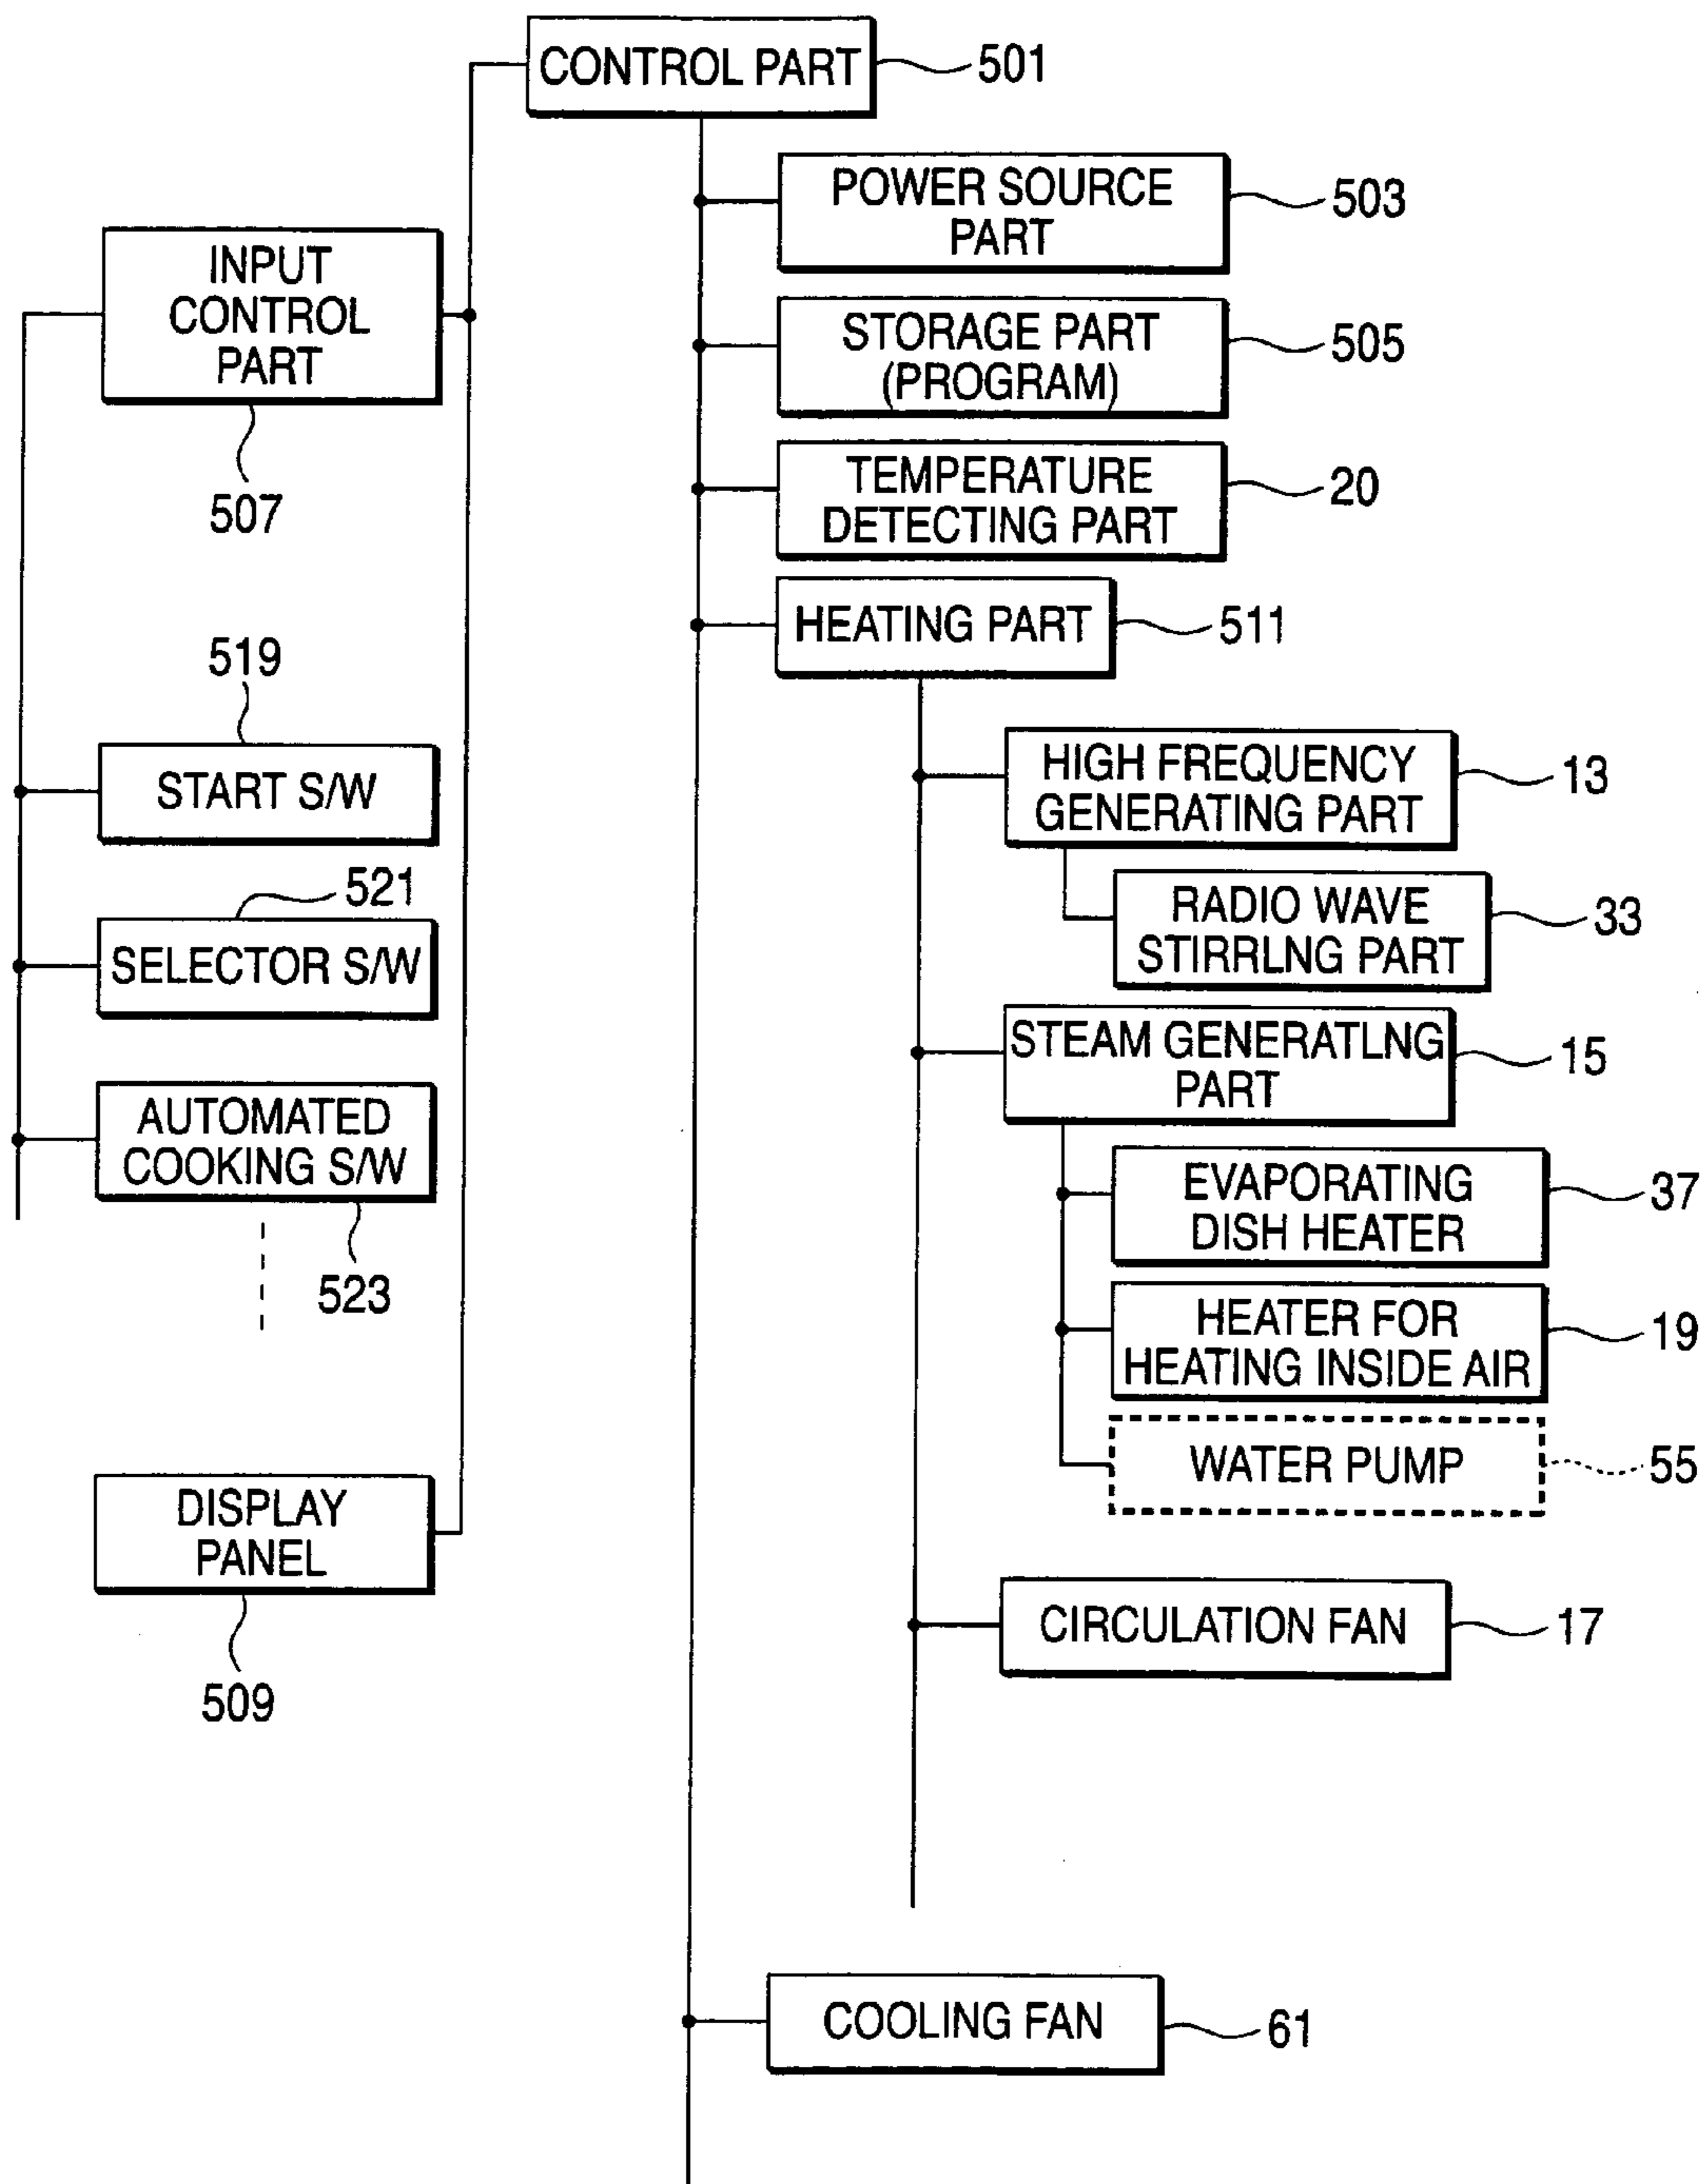 CONTROL PART
501
POWER SOURCE
PART
503
INPUT
CONTROL
PART
507
STORAGE PART
(PROGRAM)
505
TEMPERATURE
DETECTING PART
20
HEATING PART
511
519
START S/W
521
SELECTOR S/W
AUTOMATED
COOKING S/W
523
DISPLAY
PANEL
509
HIGH FREQUENCY
GENERATING PART
13
RADIO WAVE
STIRRLNG PART
33
STEAM GENERATLNG
PART
15
EVAPORATING
DISH HEATER
37
HEATER FOR
HEATING INSIDE AIR
19
WATER PUMP
55
CIRCULATION FAN
17
COOLING FAN
61